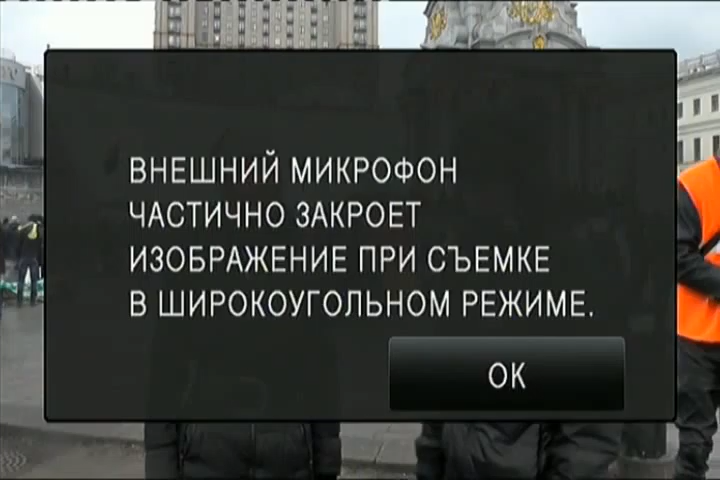 ВНЕШНИЙ МИКРОФОН
ЧАСТИЧНО ЗАКРОЕТ
ИЗОБРАЖЕНИЕ ПРИ СЪЕМКЕ
В ШИРОКОУГОЛЬНОМ РЕЖИМЕ.
OK